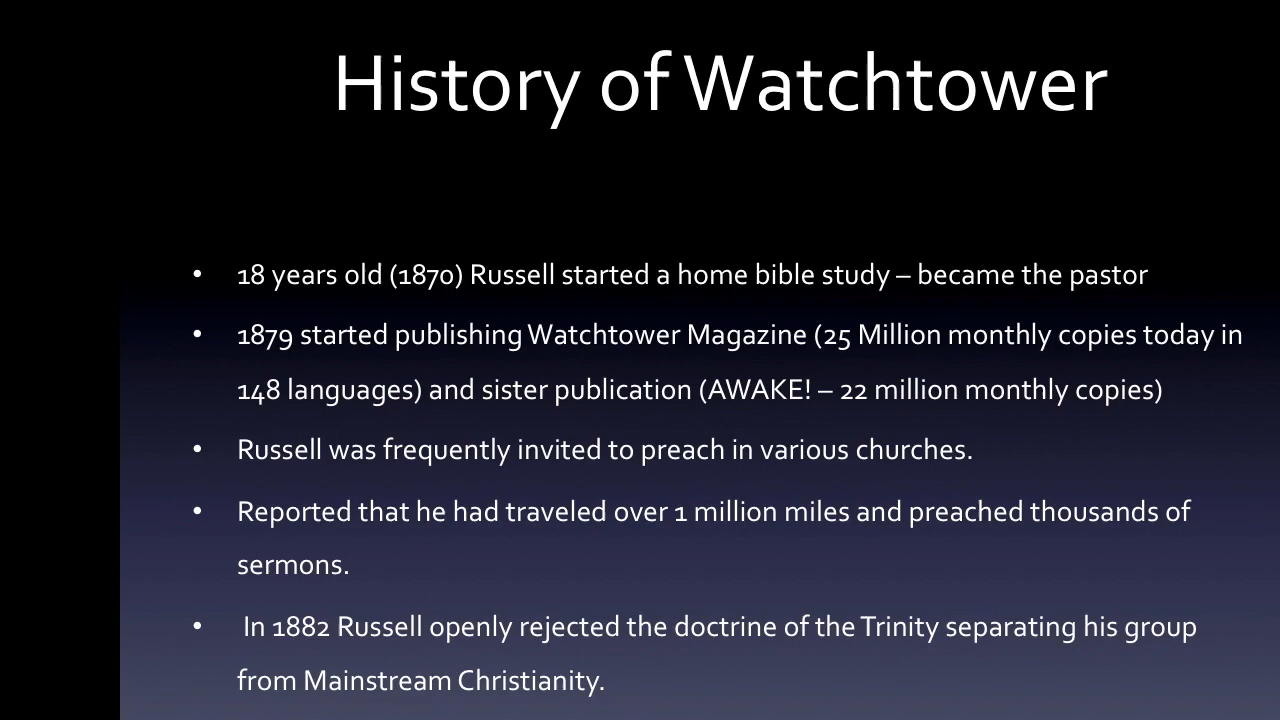 History of Watchtower
• 18 years old (1870) Russell started a home bible study – became the pastor
• 1879 started publishing Watchtower Magazine (25 Million monthly copies today in
148 languages) and sister publication (AWAKE! – 22 million monthly copies)
• Russell was frequently invited to preach in various churches.
• Reported that he had traveled over 1 million miles and preached thousands of
sermons.
• In 1882 Russell openly rejected the doctrine of the Trinity separating his group
from Mainstream Christianity.